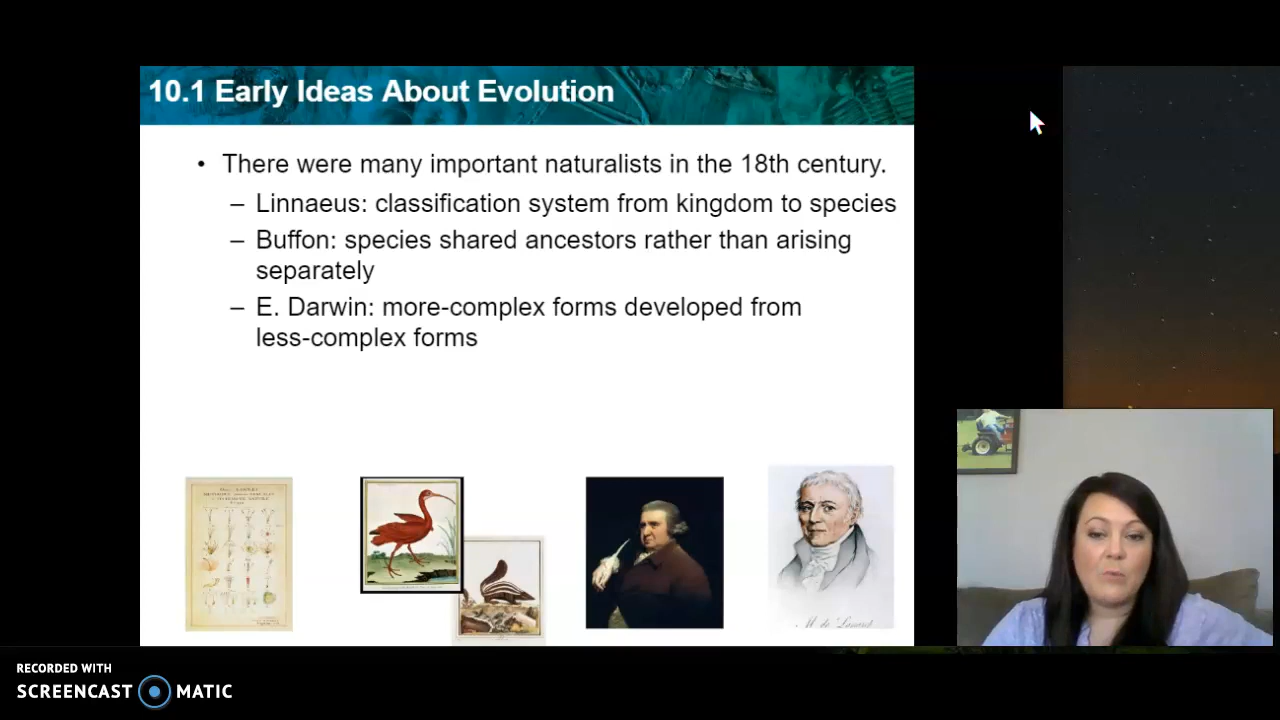 10.1 Early Ideas About Evolution
• There were many important naturalists in the 18th century.
– Linnaeus: classification system from kingdom to species
– Buffon: species shared ancestors rather than arising
separately
– E. Darwin: more-complex forms developed from
less-complex forms
M. de
RECORDED WITH
SCREENCAST MATIC